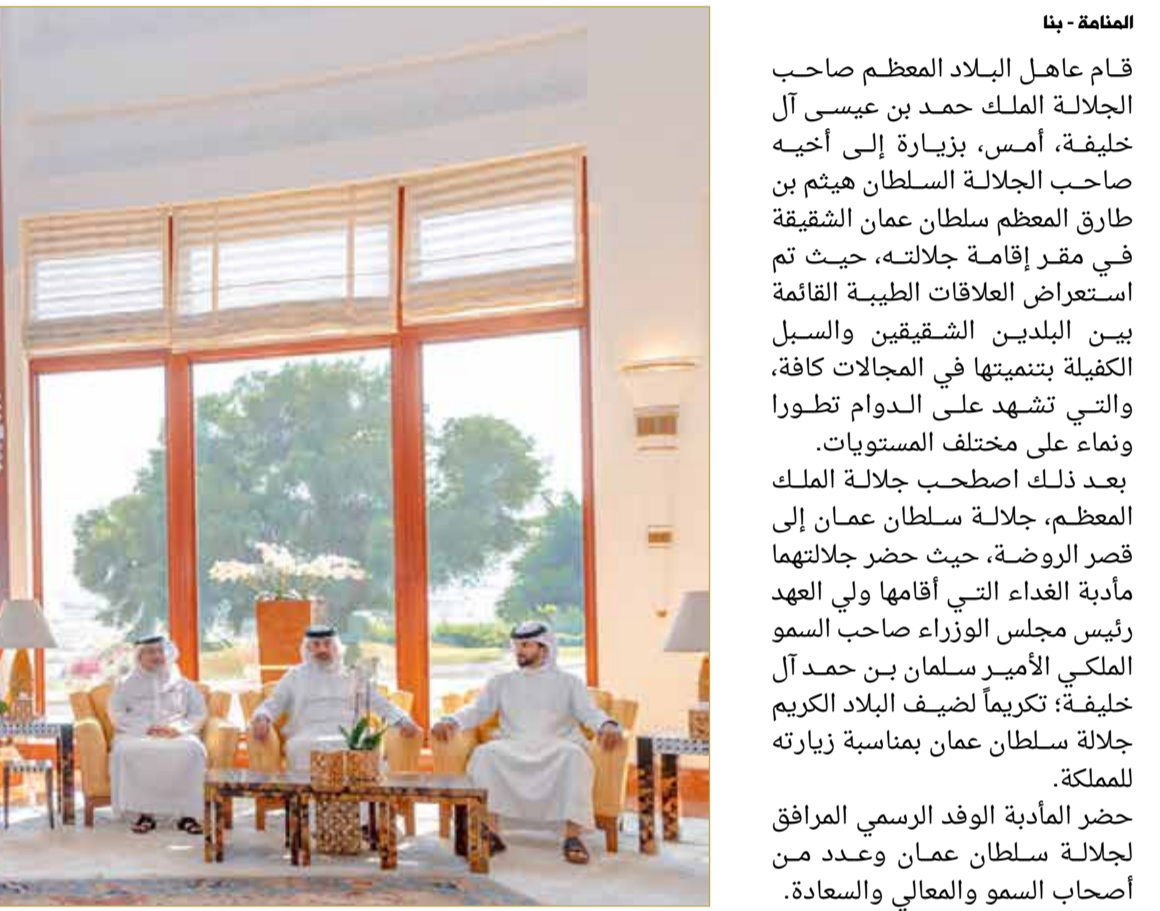 المنامة - بنا
قام عاهل البلاد المعظم صاحب
الجلالة الملك حمد بن عيسى آل
خليفة، أمس، بزيارة إلى أخيه
صاحب الجلالة السلطان هيثم بن
طارق المعظم سلطان عمان الشقيقة
في مقر إقامة جلالته، حيث تم
استعراض العلاقات الطيبة القائمة
بين البلدين الشقيقين والسبل
الكفيلة بتنميتها في المجالات كافة،
والتي تشهد على الدوام تطورا
ونماء على مختلف المستويات.
بعد ذلك اصطحب جلالة الملك
المعظم، جلالة سلطان عمان إلى
قصر الروضة، حيث حضر جلالتهما
مأدبة الغداء التي أقامها ولي العهد
رئيس مجلس الوزراء صاحب السمو
الملكي الأمير سلمان بن حمد آل
خليفة؛ تكريماً لضيف البلاد الكريم
جلالة سلطان عمان بمناسبة زيارته
للمملكة.
حضر المأدبة الوفد الرسمي المرافق
لجلالة سلطان عمان وعدد من
أصحاب السمو والمعالي والسعادة.